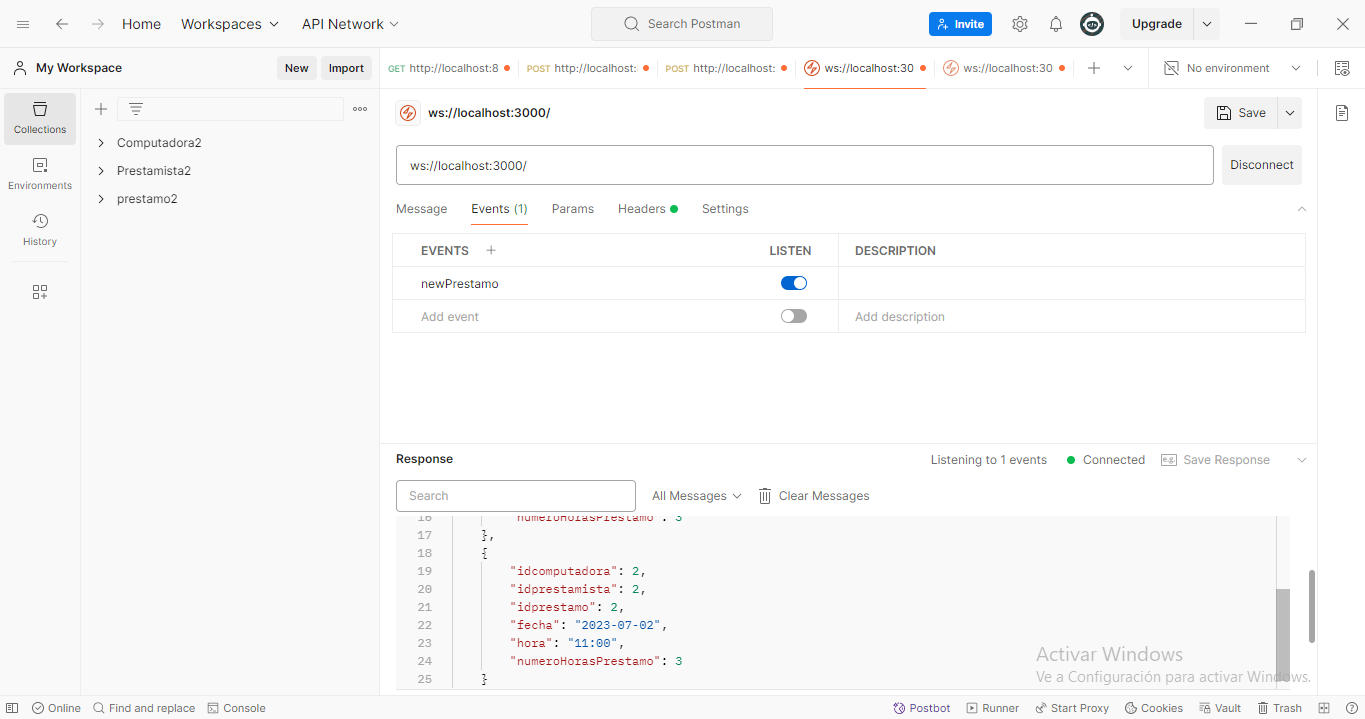 Home Workspaces API Network Search Postman Invite Upgrade
My Workspace New Import GET http://localhost:8 POST http://localhost: POST http://localhost: ws://localhost:30 ws://localhost:30 No environment
Collections
Environments
History
Computadora2
Prestamista2
prestamo2
ws://localhost:3000/ Save
ws://localhost:3000/ Disconnect
Message Events (1) Params Headers Settings
EVENTS LISTEN DESCRIPTION
newPrestamo
Add event Add description
Response Listening to 1 events Connected e.g. Save Response
Search All Messages Clear Messages
16 "numeroHorasPrestamo": 3
17 },
18 {
19 "idcomputadora": 2,
20 "idprestamista": 2,
21 "idprestamo": 2,
22 "fecha": "2023-07-02",
23 "hora": "11:00",
24 "numeroHorasPrestamo": 3
25 }
Activar Windows
Ve a Configuración para activar Windows.
Online Find and replace Console Postbot Runner Start Proxy Cookies Vault Trash